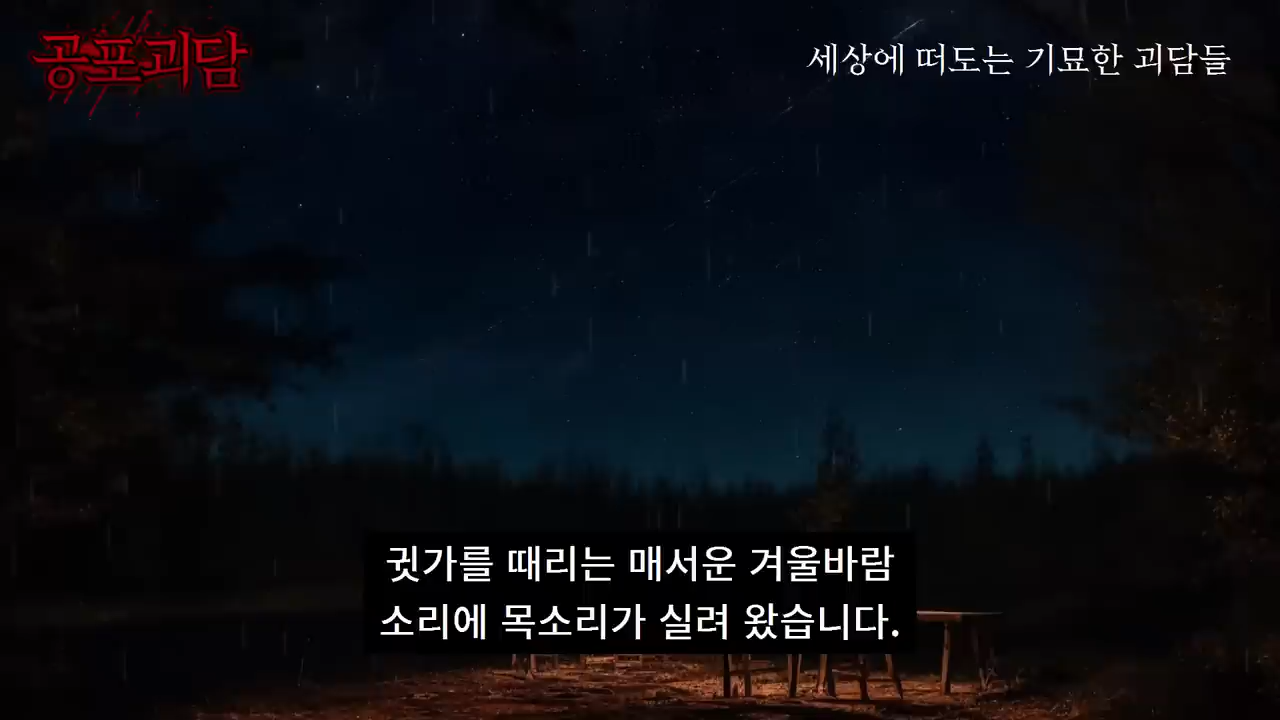 공포괴담
세상에 떠도는 기묘한 괴담들
귓가를 때리는 매서운 겨울바람
소리에 목소리가 실려 왔습니다.